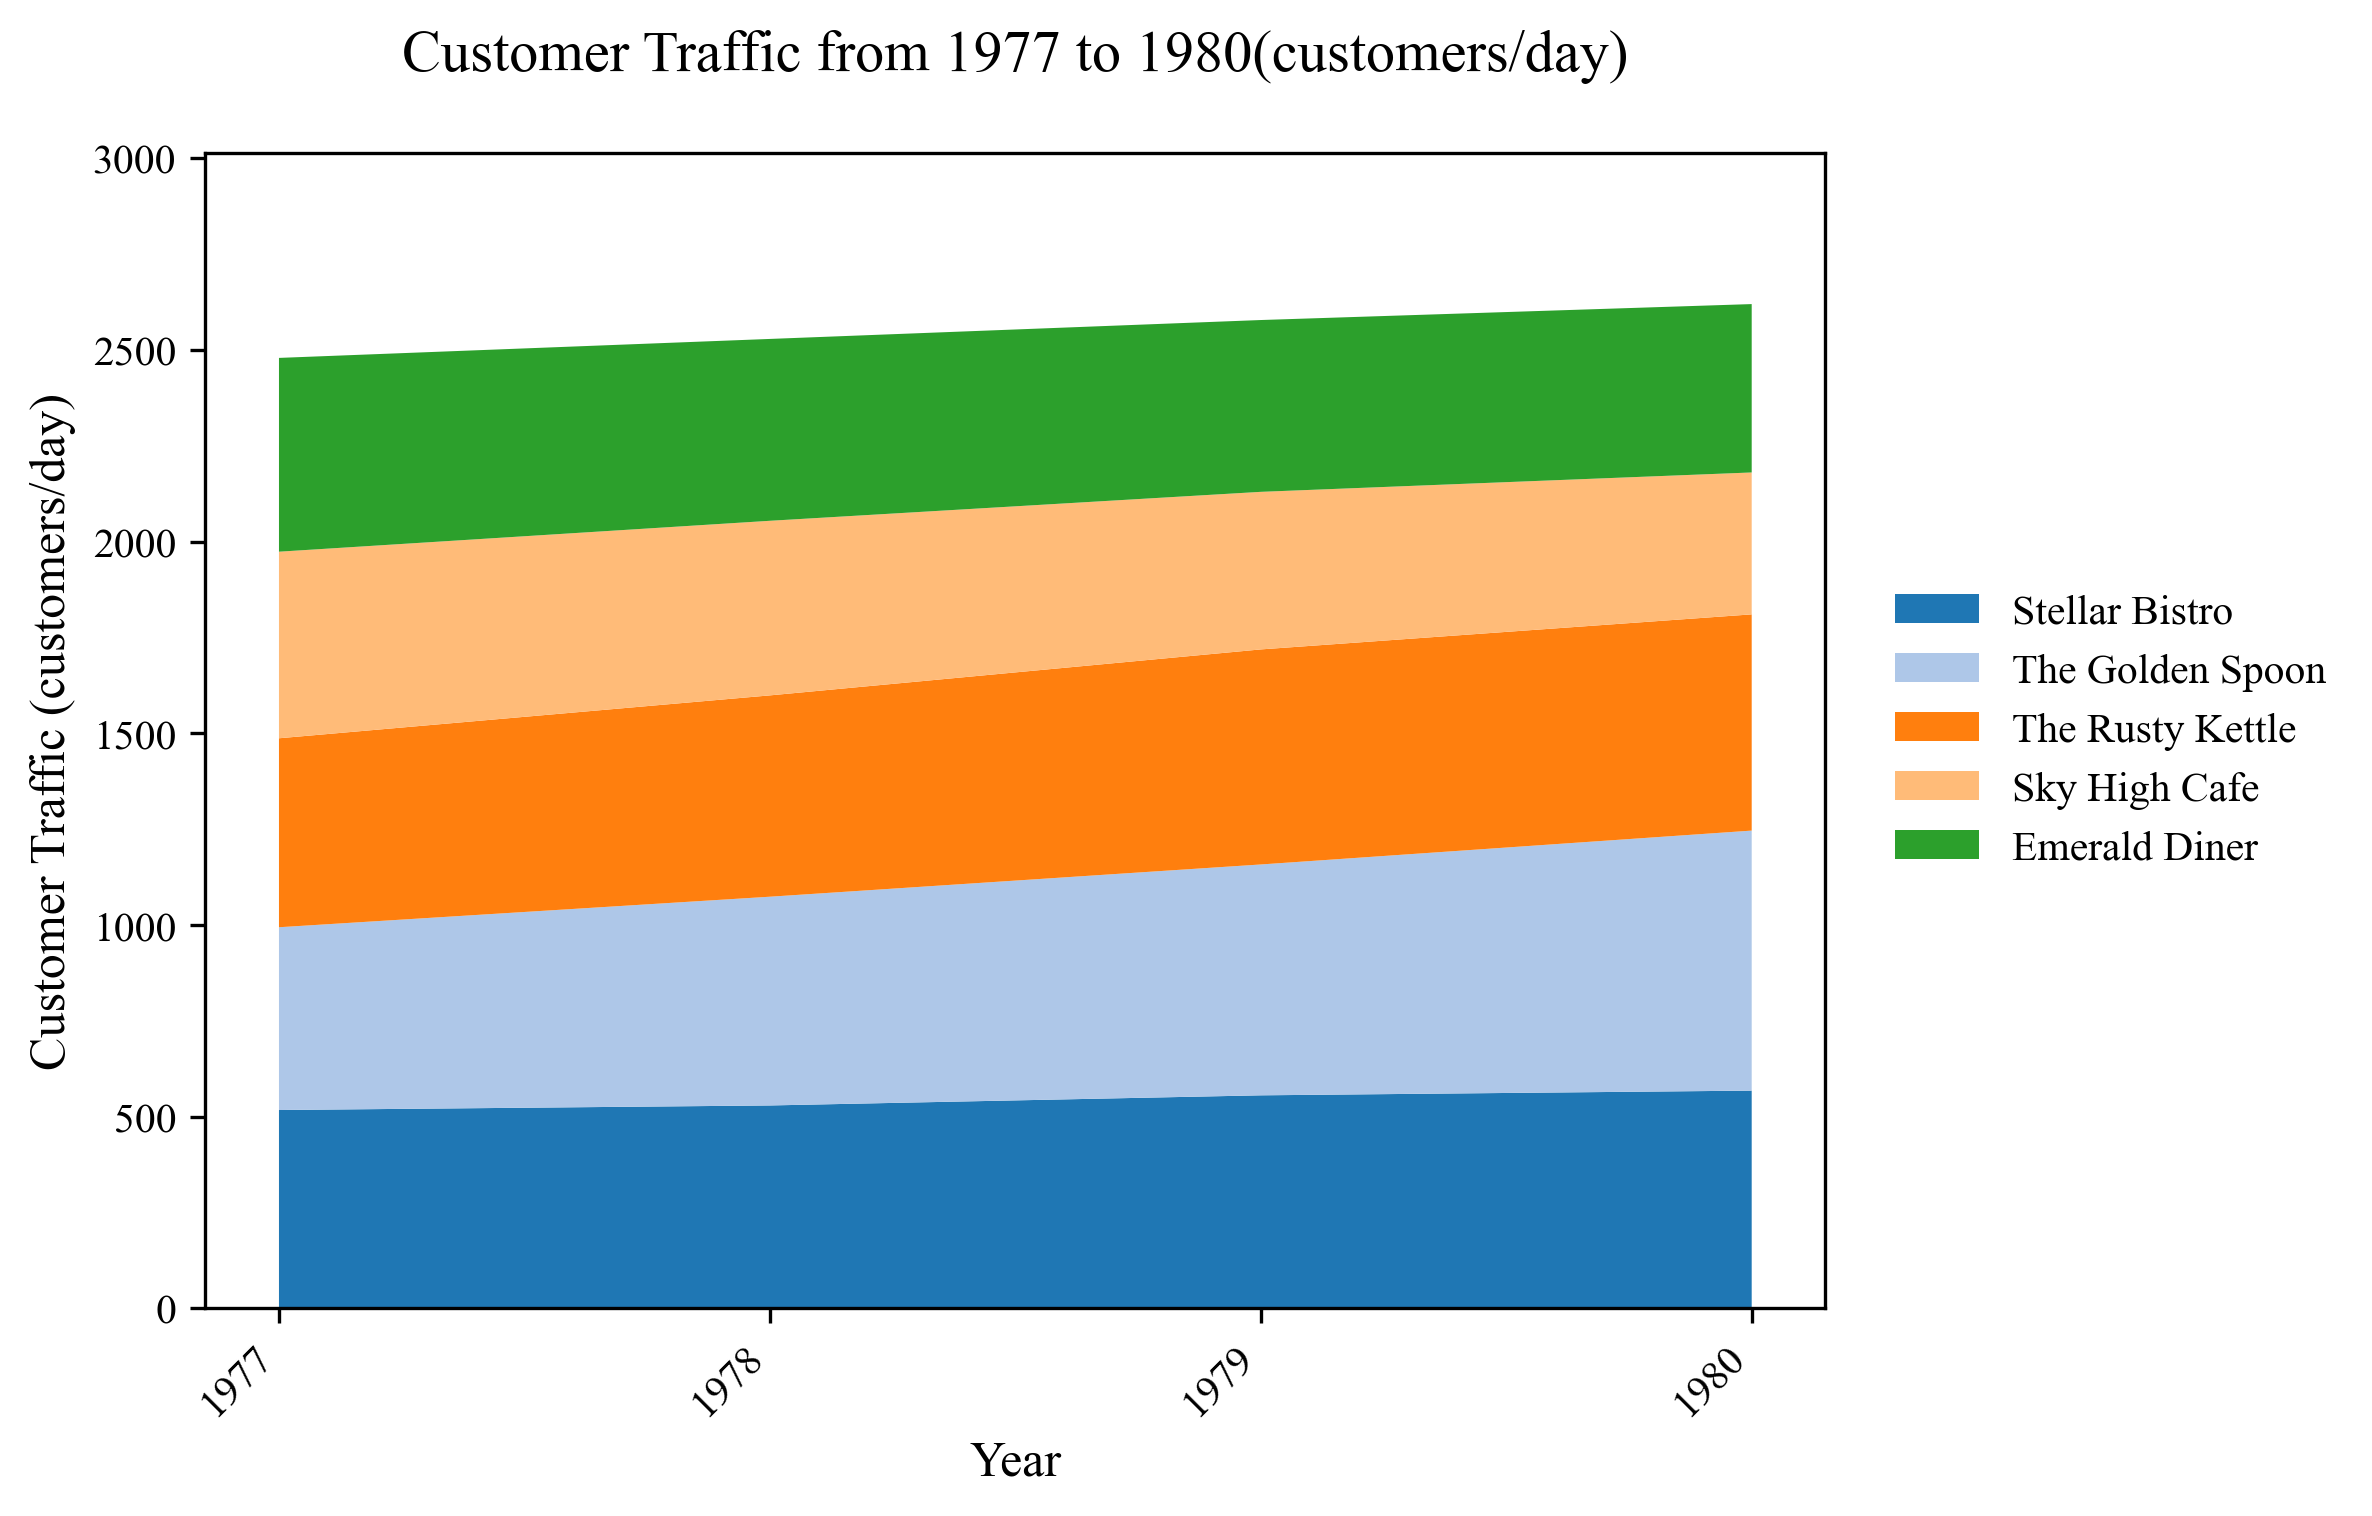 Customer Traffic from 1977 to 1980(customers/day)
3000
2500
2000
1500
1000
500
0
Customer Traffic (customers/day)
1977
1978
1979
1980
Year
Stellar Bistro
The Golden Spoon
The Rusty Kettle
Sky High Cafe
Emerald Diner